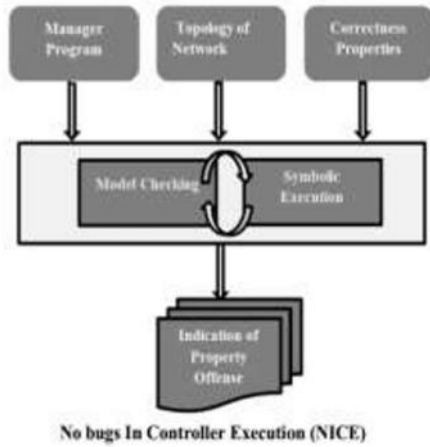 Manager
Program
Topology of
Network
Correctness
Properties
Model Checking
Symbolic
Execution
Indication of
Property
Offense
No bugs In Controller Execution (NICE)